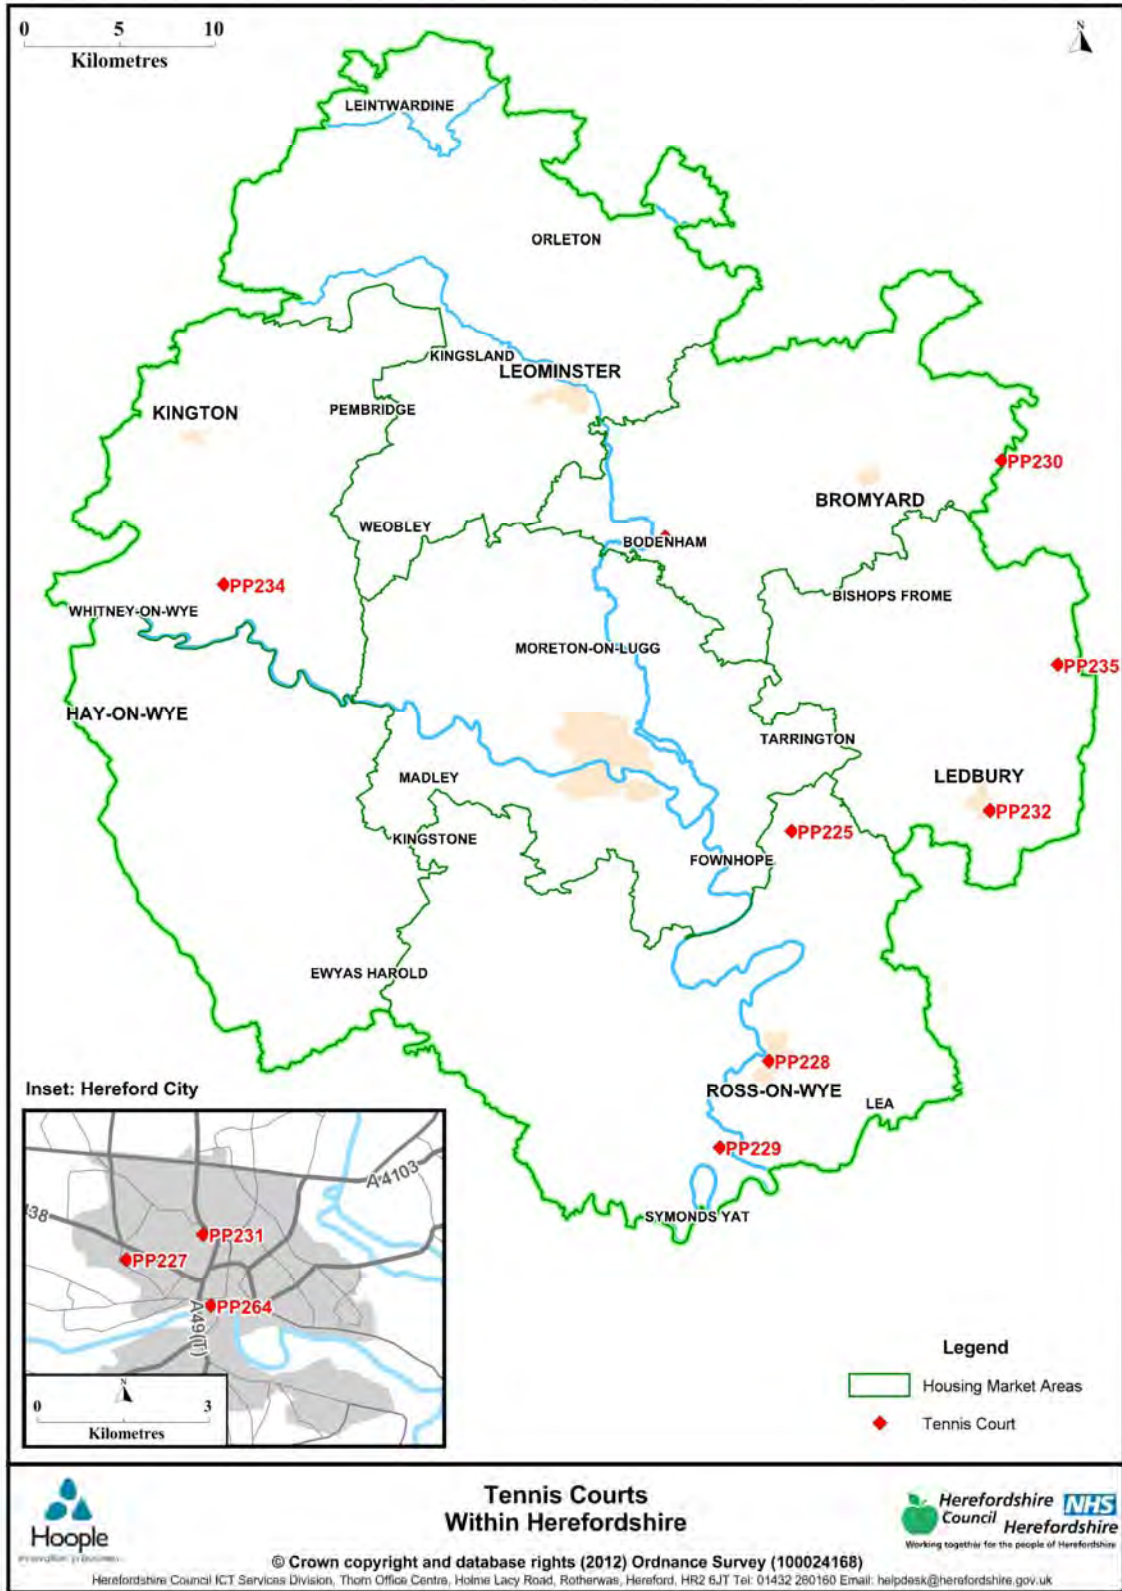 0 5 10
Kilometres
N
LEINTWARDINE
ORLETON
KINGSLAND
LEOMINSTER
KINGTON
PEMBRIDGE
PP230
BROMYARD
WEOBLEY
BODENHAM
PP234
BISHOPS FROME
WHITNEY-ON-WYE
MORETON-ON-LUGG
PP235
HAY-ON-WYE
TARRINGTON
MADLEY
LEDBURY
PP232
KINGSTONE
PP225
FOWNHOPE
EWYAS HAROLD
PP228
Inset: Hereford City
ROSS-ON-WYE
LEA
PP229
SYMONDS YAT
A4103
38
PP231
PP227
PP264
A49(T)
N
0 3
Kilometres
Legend
Housing Market Areas
Tennis Court
Hoople
Tennis Courts
Within Herefordshire
Herefordshire Council
NHS
Herefordshire
Working together for the people of Herefordshire
© Crown copyright and database rights (2012) Ordnance Survey (100024168)
Herefordshire Council ICT Services Division, Thorn Office Centre, Holme Lacy Road, Rotherwas, Hereford, HR2 6JT Tel: 01432 260160 Email: helpdesk@herefordshire.gov.uk